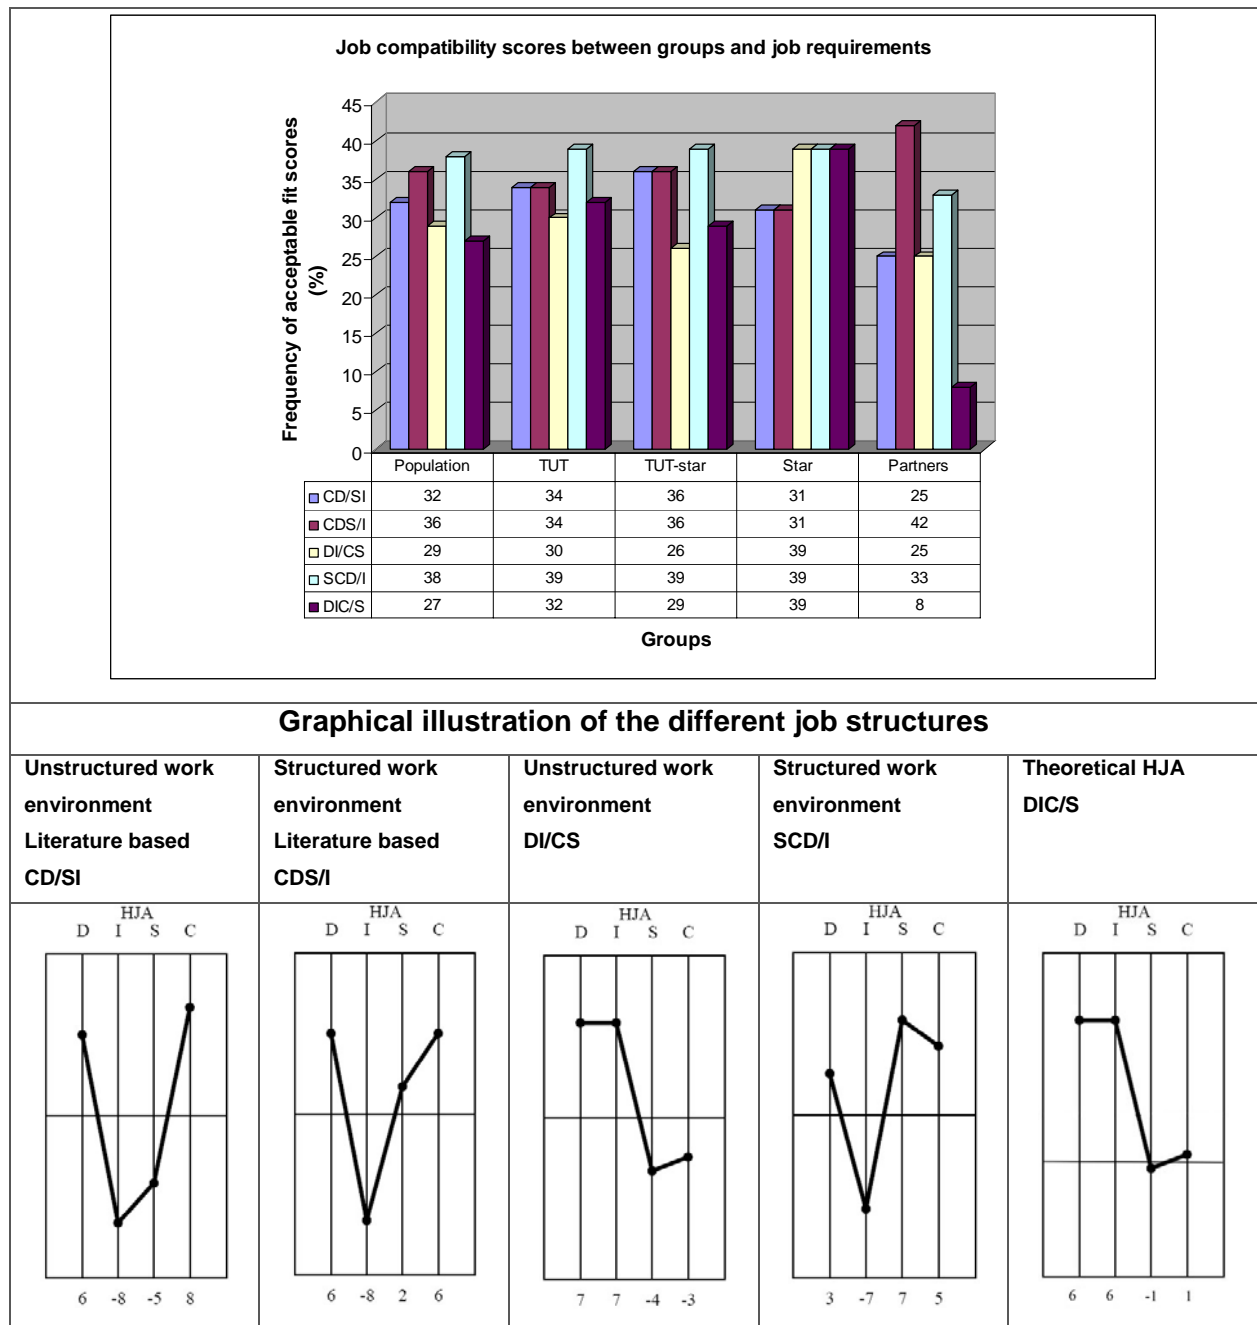 Job compatibility scores between groups and job requirements
Frequency of acceptable fit scores
(%)
45
40
35
30
25
20
15
10
5
0
Population TUT TUT-star Star Partners
CD/SI 32 34 36 31 25
CDS/I 36 34 36 31 42
DI/CS 29 30 26 39 25
SCD/I 38 39 39 39 33
DIC/S 27 32 29 39 8
Groups
Graphical illustration of the different job structures
Unstructured work
environment
Literature based
CD/SI
Structured work
environment
Literature based
CDS/I
Unstructured work
environment
DI/CS
Structured work
environment
SCD/I
Theoretical HJA
DIC/S
HJA
D I S C
6 -8 -5 8
HJA
D I S C
6 -8 2 6
HJA
D I S C
7 7 -4 -3
HJA
D I S C
3 -7 7 5
HJA
D I S C
6 6 -1 1